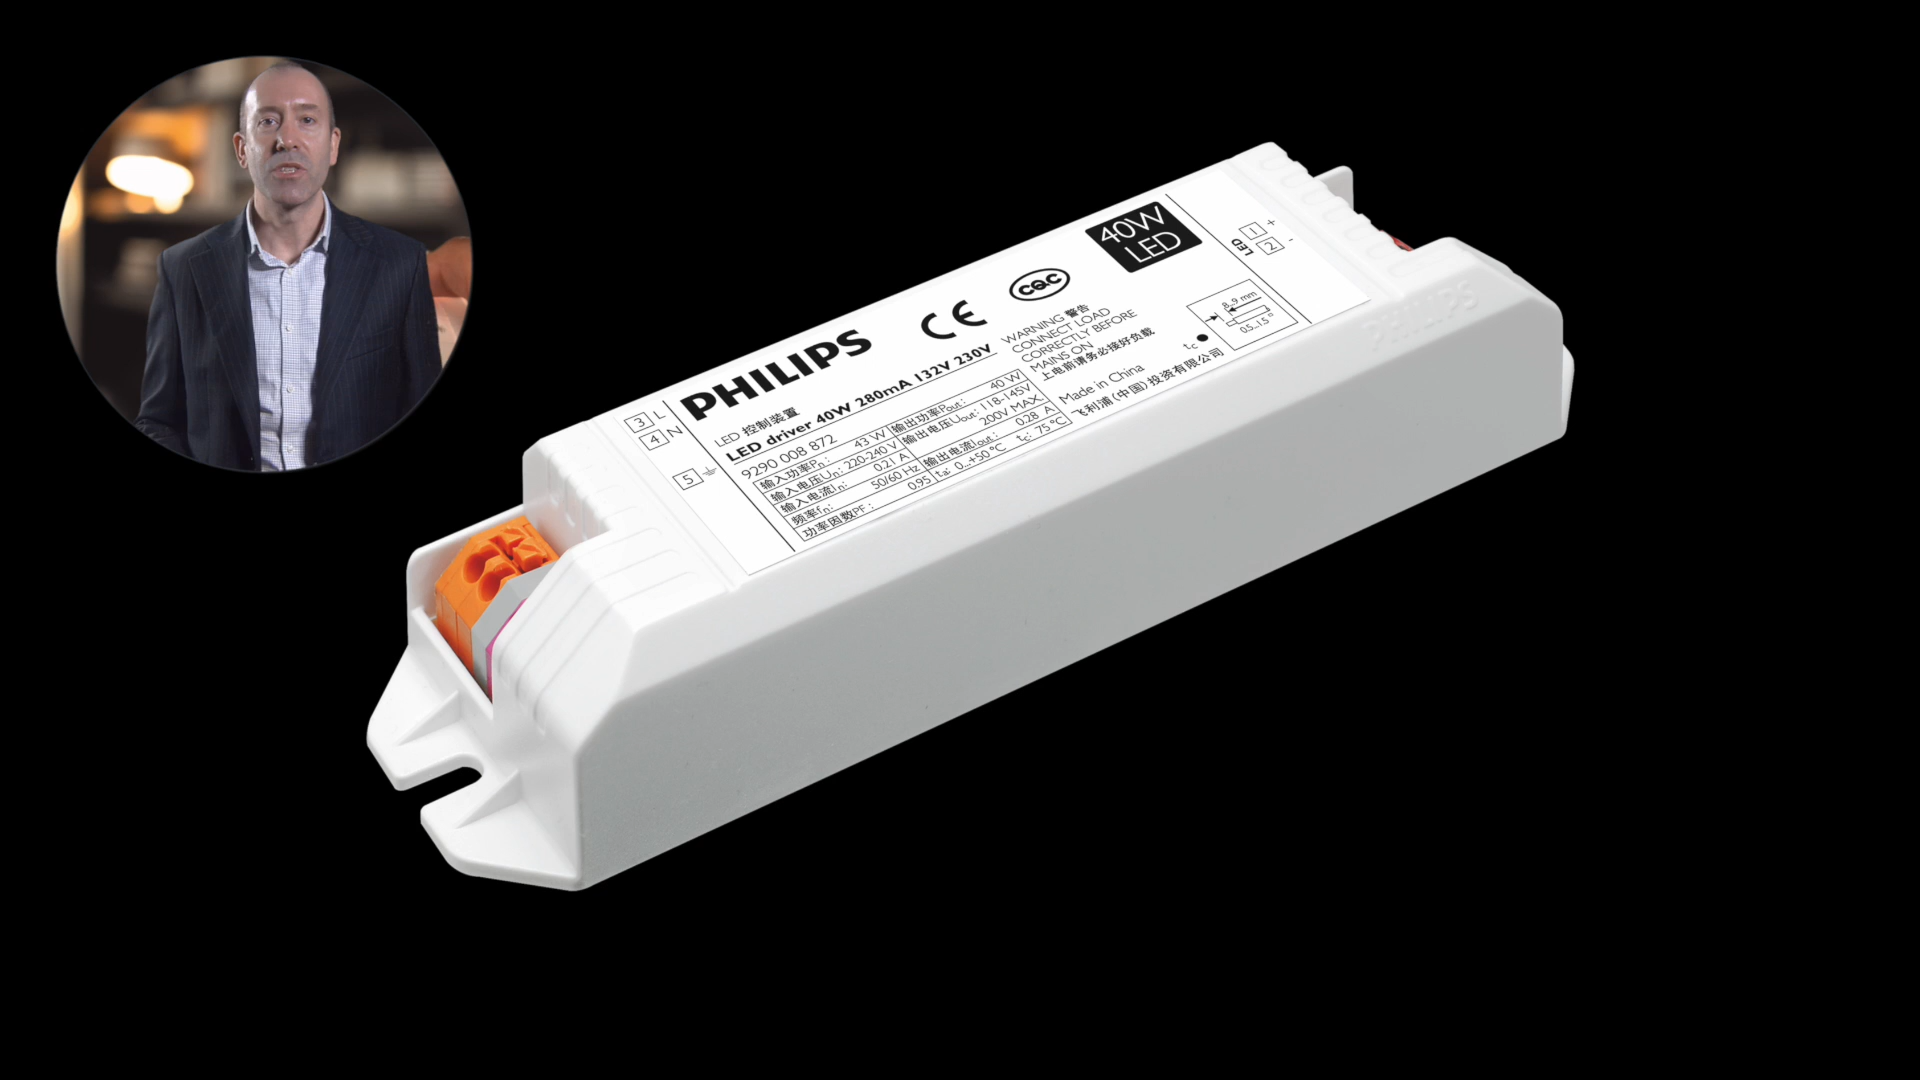 PHILIPS
LED 控制装置
LED driver 40W 280mA 132V 230V
9290 008 872
输入功率Pn: 43 W
输入电压Un: 220-240 V
输入电流In: 0.21 A
频率fn: 50/60 Hz
功率因数PF: 0.95
输出功率Pout: 40 W
输出电压Uout: 118-145V
200V MAX.
输出电流Iout: 0.28 A
ta: 0...+50 °C tc: 75 °C
3 L
4 N
5
CE
CQC
WARNING 警告
CONNECT LOAD
CORRECTLY BEFORE
MAINS ON
上电前请务必接好负载
Made in China
飞利浦(中国)投资有限公司
40W
LED
LED
1 +
2 -
8...9 mm
0.5...1.5
tc
PHILIPS